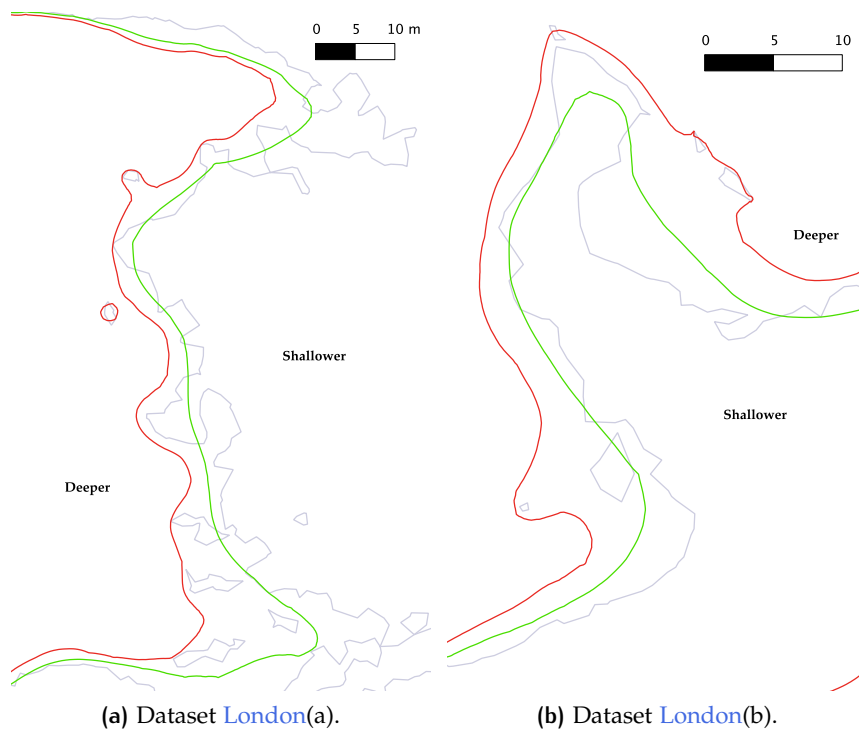 0 5 10 m
Shallower
Deeper
(a) Dataset London(a).
0 5 10
Deeper
Shallower
(b) Dataset London(b).